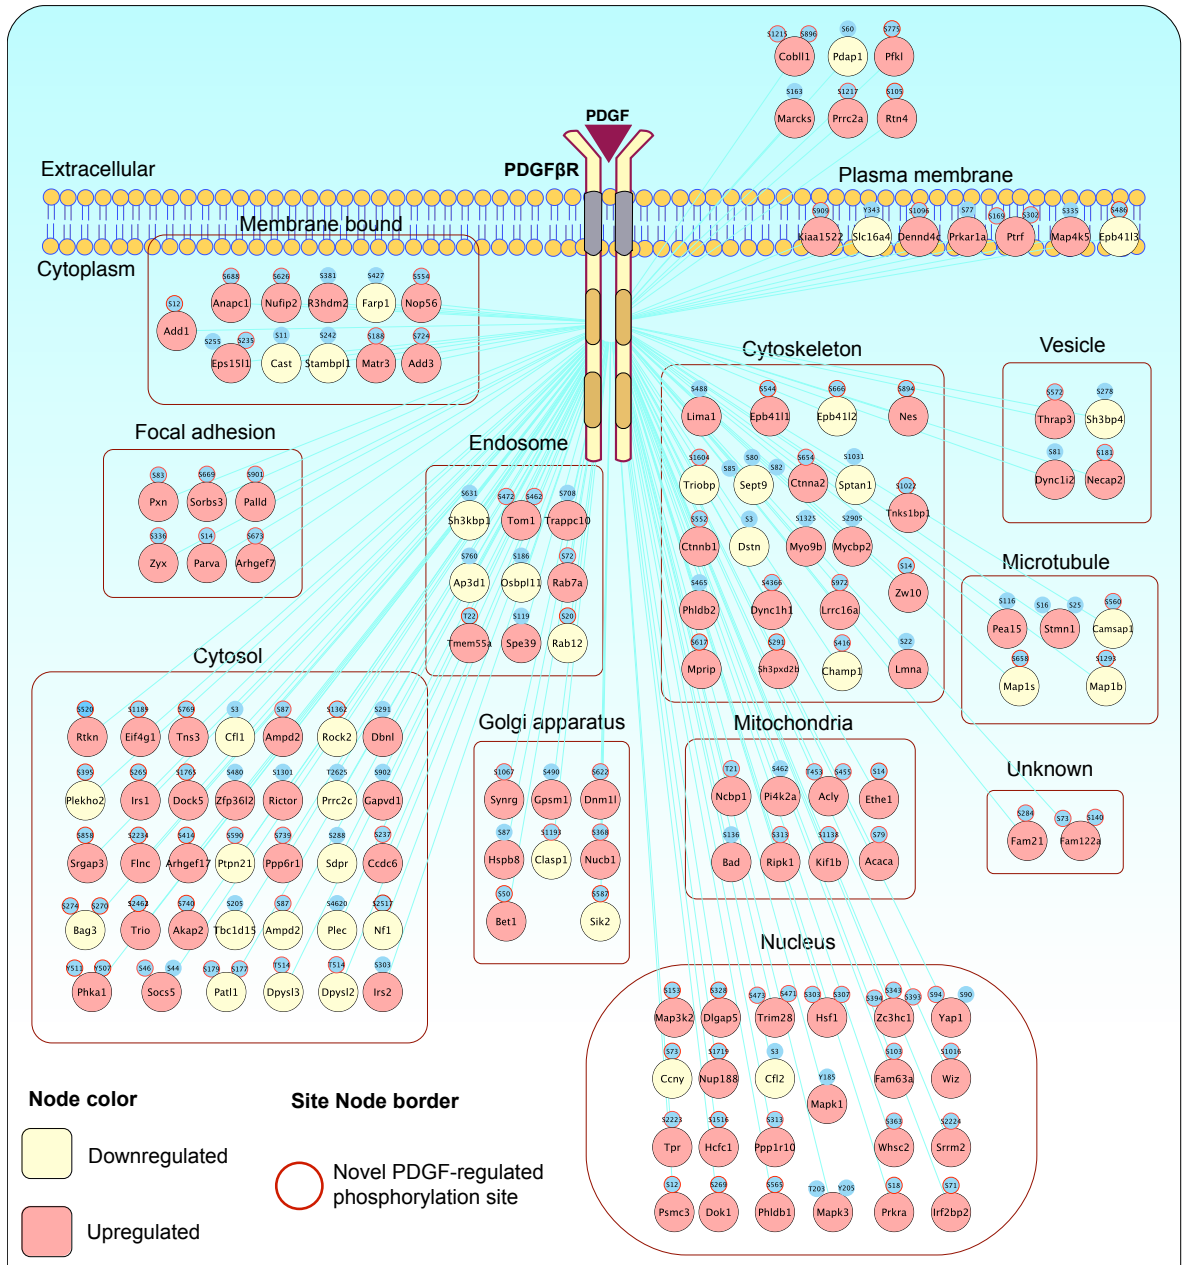 S1215 S896 S60 S775
Cobll1 Pdap1 Pfkl
S163 S1217 S105
Marcks Prrc2a Rtn4
PDGF
PDGFβR
Extracellular
Plasma membrane
S909 Y343 S1096 S77 S169 S302 S335 S486
Kiaa1522 Slc16a4 Dennd4c Prkar1a Ptrf Map4k5 Epb41l3
Membrane bound
Cytoplasm
S12 S688 S626 S381 S427 S554
Add1 Anapc1 Nufip2 R3hdm2 Farp1 Nop56
S255 S235 S11 S242 S188 S724
Eps15l1 Cast Stambpl1 Matr3 Add3
Focal adhesion
S83 S669 S901
Pxn Sorbs3 Palld
S336 S14 S673
Zyx Parva Arhgef7
Endosome
S631 S472 S462 S708
Sh3kbp1 Tom1 Trappc10
S760 S186 S72
Ap3d1 Osbpl11 Rab7a
T22 S119 S20
Tmem55a Spe39 Rab12
Cytoskeleton
S488 S544 S666 S894
Lima1 Epb41l1 Epb41l2 Nes
S1604 S85 S80 S82 S654 S1031 S1022
Triobp Sept9 Ctnna2 Sptan1 Tnks1bp1
S552 S3 S1325 S2905
Ctnnb1 Dstn Myo9b Mycbp2
S465 S4366 S972 S14
Phldb2 Dync1h1 Lrrc16a Zw10
S617 S291 S416 S22
Mprip Sh3pxd2b Champ1 Lmna
Vesicle
S572 S278
Thrap3 Sh3bp4
S81 S181
Dync1i2 Necap2
Microtubule
S116 S16 S25 S560
Pea15 Stmn1 Camsap1
S658 S1293
Map1s Map1b
Cytosol
S520 S1189 S769 S3 S87 S1362 S291
Rtkn Eif4g1 Tns3 Cfl1 Ampd2 Rock2 Dbnl
S395 S265 S1765 S480 S1301 T2625 S902
Plekho2 Irs1 Dock5 Zfp36l2 Rictor Prrc2c Gapvd1
S858 S2234 S414 S590 S739 S288 S237
Srgap3 Flnc Arhgef17 Ptpn21 Ppp6r1 Sdpr Ccdc6
S274 S270 S2462 S740 S205 S87 S4620 S2517
Bag3 Trio Akap2 Tbc1d15 Ampd2 Plec Nf1
Y511 Y507 S46 S44 S179 S177 T514 T514 S303
Phka1 Socs5 Patl1 Dpysl3 Dpysl2 Irs2
Golgi apparatus
S1067 S490 S622
Synrg Gpsm1 Dnm1l
S87 S1193 S368
Hspb8 Clasp1 Nucb1
S50 S587
Bet1 Sik2
Mitochondria
T21 S462 T453 S455 S14
Ncbp1 Pi4k2a Acly Ethe1
S136 S313 S1138 S79
Bad Ripk1 Kif1b Acaca
Unknown
S284 S73 S140
Fam21 Fam122a
Nucleus
S153 S328 S473 S471 S303 S307 S394 S343 S393 S94 S90
Map3k2 Dlgap5 Trim28 Hsf1 Zc3hc1 Yap1
S73 S1719 S3 Y185 S103 S1016
Ccny Nup188 Cfl2 Mapk1 Fam63a Wiz
S2223 S1516 S313 S363 S2224
Tpr Hcfc1 Ppp1r10 Whsc2 Srrm2
S12 S269 S565 T203 Y205 S18 S71
Psmc3 Dok1 Phldb1 Mapk3 Prkra Irf2bp2
Node color
Downregulated
Upregulated
Site Node border
Novel PDGF-regulated
phosphorylation site